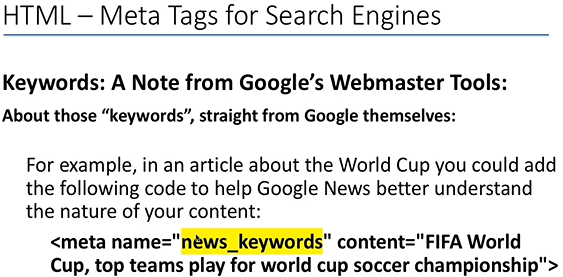 HTML – Meta Tags for Search Engines
Keywords: A Note from Google’s Webmaster Tools:
About those “keywords”, straight from Google themselves:
For example, in an article about the World Cup you could add
the following code to help Google News better understand
the nature of your content:
<meta name="news_keywords" content="FIFA World
Cup, top teams play for world cup soccer championship">